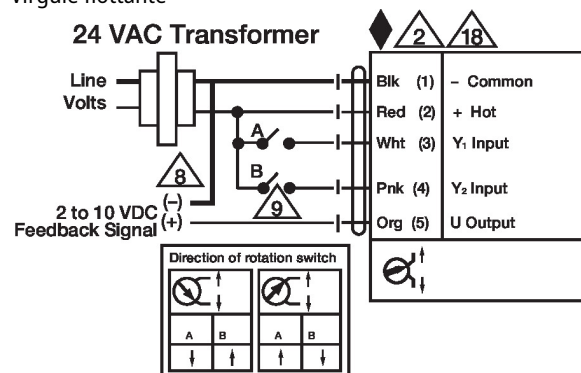 Virgule flottante
24 VAC Transformer
2
18
Line
Volts
Blk (1) – Common
Red (2) + Hot
A
Wht (3) Y₁ Input
B
Pnk (4) Y₂ Input
8
9
2 to 10 VDC (–)
Feedback Signal (+)
Org (5) U Output
Direction of rotation switch
A B A B